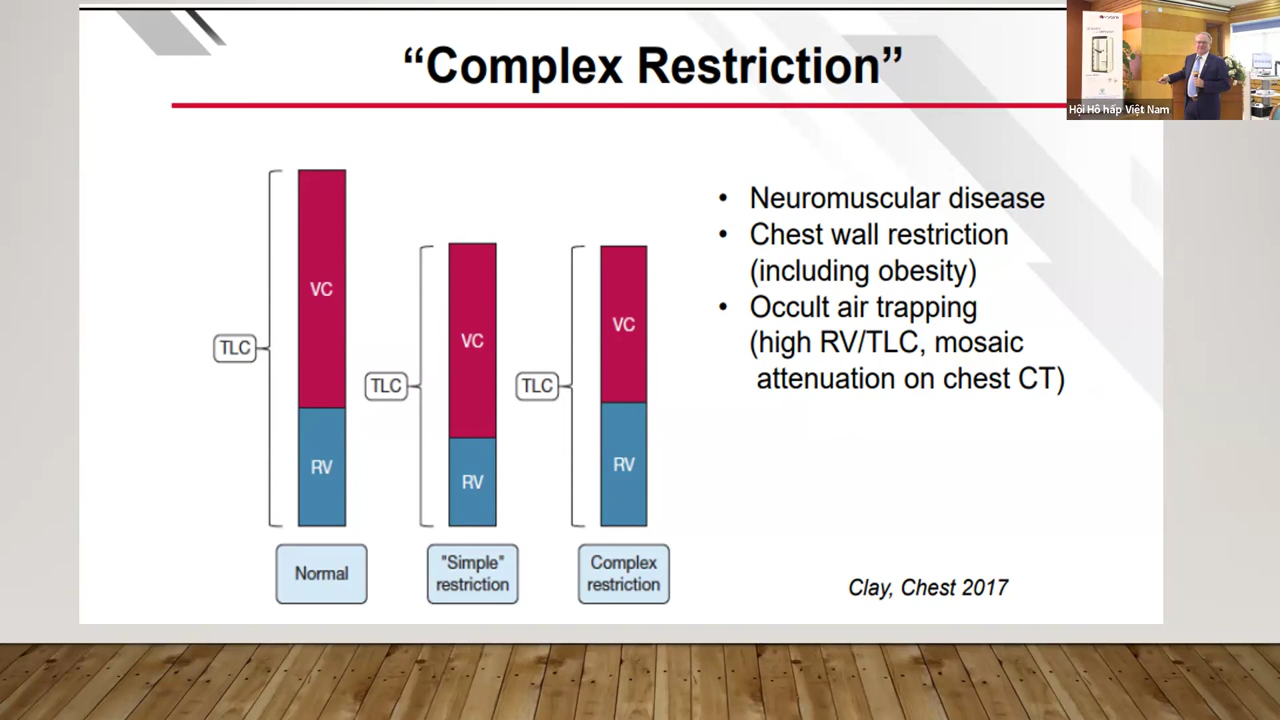 “Complex Restriction”
Hội Hô hấp Việt Nam
VC
TLC
RV
Normal
VC
TLC
RV
"Simple"
restriction
VC
TLC
RV
Complex
restriction
• Neuromuscular disease
• Chest wall restriction
(including obesity)
• Occult air trapping
(high RV/TLC, mosaic
attenuation on chest CT)
Clay, Chest 2017